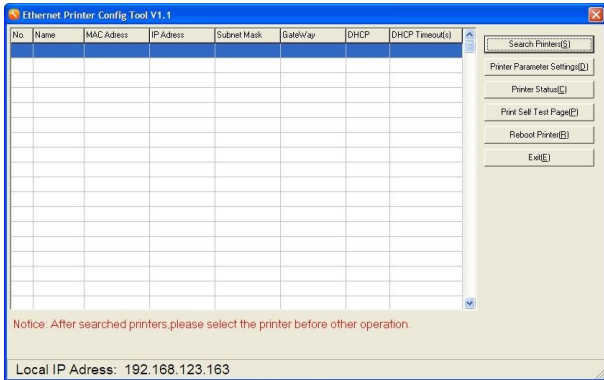 Ethernet Printer Config Tool V1.1
No. Name MAC Adress IP Adress Subnet Mask GateWay DHCP DHCP Timeout(s)
Search Printers(S)
Printer Parameter Settings(D)
Printer Status(C)
Print Self Test Page(P)
Reboot Printer(R)
Exit(E)
Notice: After searched printers,please select the printer before other operation.
Local IP Adress: 192.168.123.163